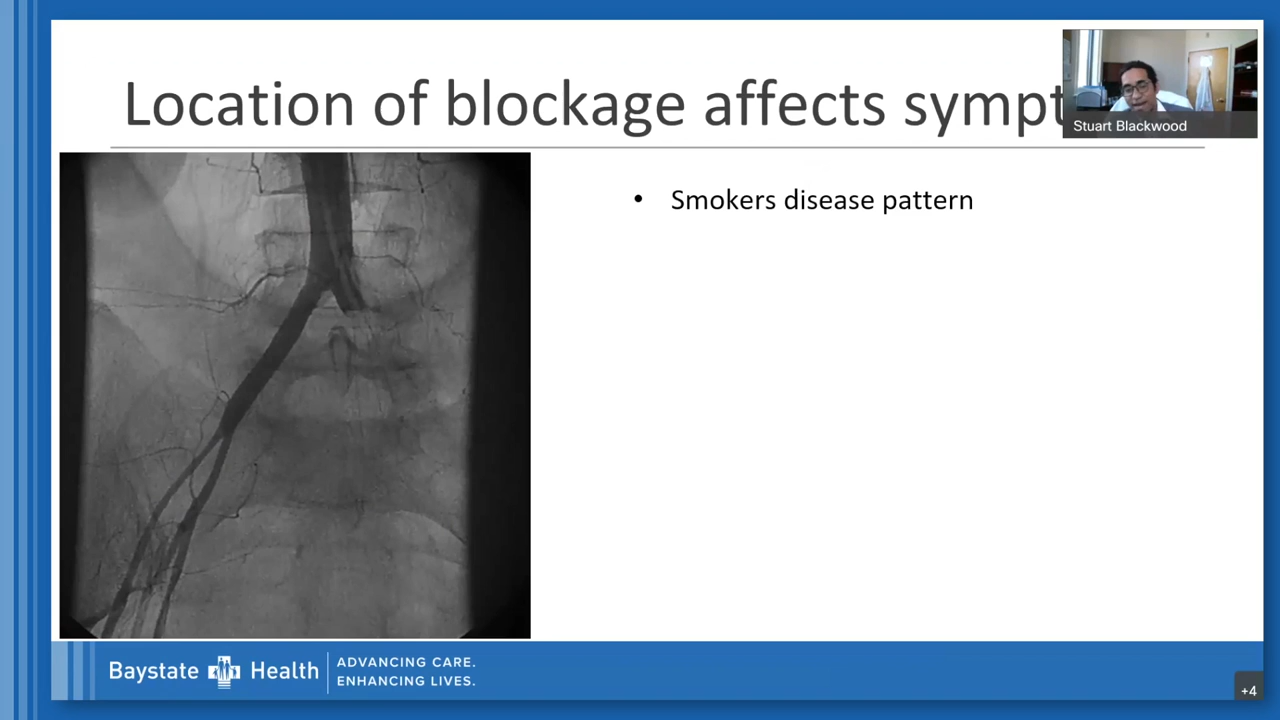 Location of blockage affects sympt
Stuart Blackwood
• Smokers disease pattern
Baystate Health
ADVANCING CARE.
ENHANCING LIVES.
+4